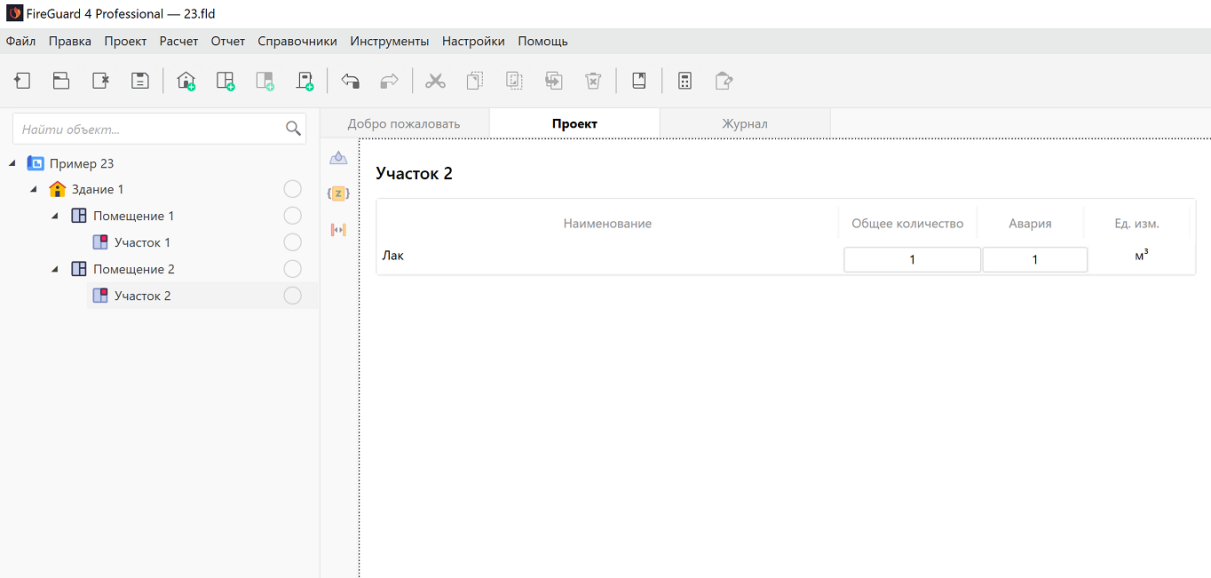 FireGuard 4 Professional — 23.fld
Файл Правка Проект Расчет Отчет Справочники Инструменты Настройки Помощь
Найти объект...
Добро пожаловать Проект Журнал
Пример 23
Здание 1
Помещение 1
Участок 1
Помещение 2
Участок 2
{z}
Участок 2
Наименование Общее количество Авария Ед. изм.
Лак 1 1 м³